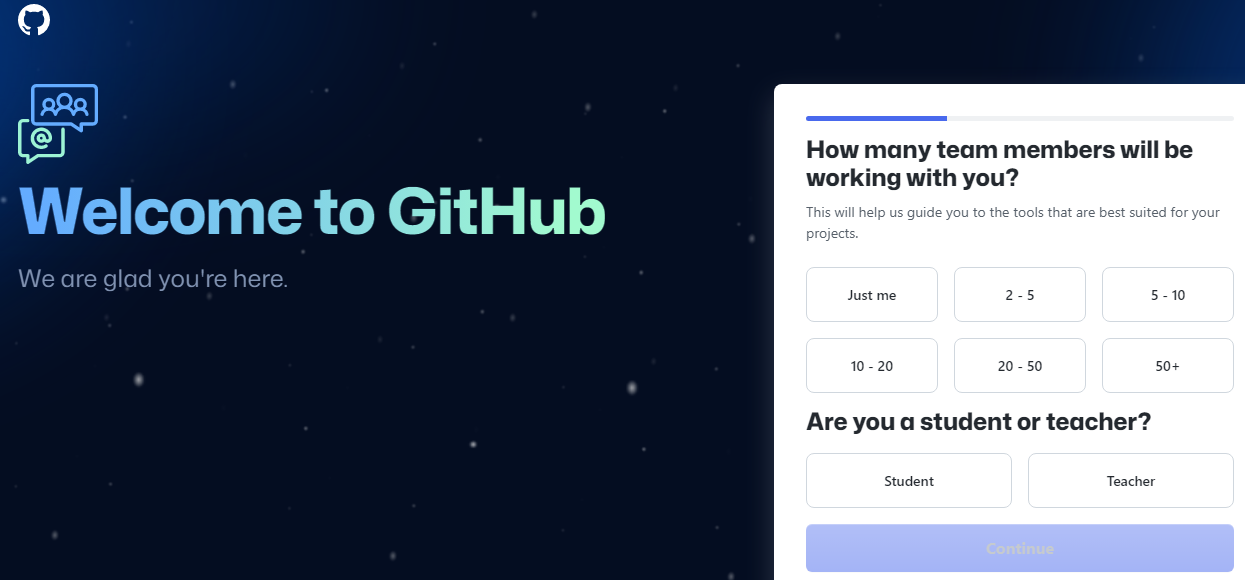 Welcome to GitHub
We are glad you're here.
How many team members will be
working with you?
This will help us guide you to the tools that are best suited for your
projects.
Just me
2 - 5
5 - 10
10 - 20
20 - 50
50+
Are you a student or teacher?
Student
Teacher
Continue